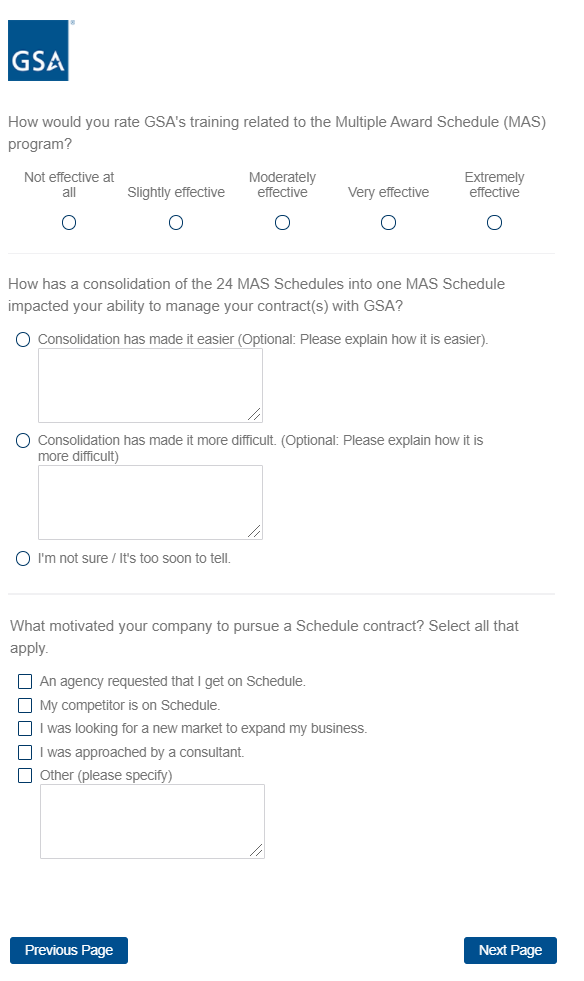 GSA
How would you rate GSA's training related to the Multiple Award Schedule (MAS)
program?
Not effective at
all
Slightly effective
Moderately
effective
Very effective
Extremely
effective
How has a consolidation of the 24 MAS Schedules into one MAS Schedule
impacted your ability to manage your contract(s) with GSA?
Consolidation has made it easier (Optional: Please explain how it is easier).
Consolidation has made it more difficult. (Optional: Please explain how it is
more difficult)
I'm not sure / It's too soon to tell.
What motivated your company to pursue a Schedule contract? Select all that
apply.
An agency requested that I get on Schedule.
My competitor is on Schedule.
I was looking for a new market to expand my business.
I was approached by a consultant.
Other (please specify)
Previous Page
Next Page